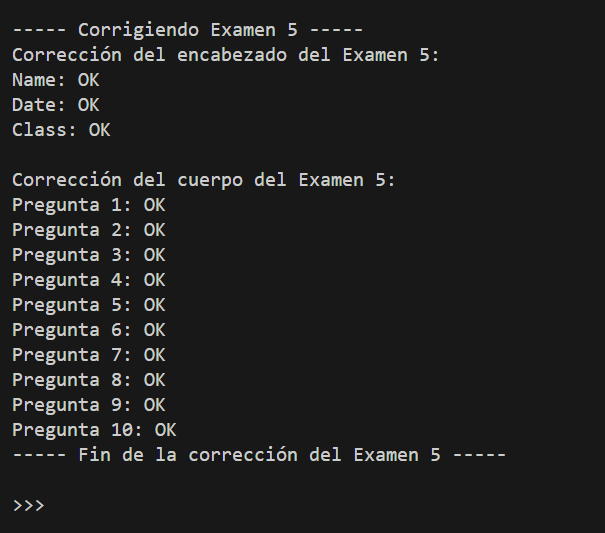 ----- Corrigiendo Examen 5 -----
Corrección del encabezado del Examen 5:
Name: OK
Date: OK
Class: OK
Corrección del cuerpo del Examen 5:
Pregunta 1: OK
Pregunta 2: OK
Pregunta 3: OK
Pregunta 4: OK
Pregunta 5: OK
Pregunta 6: OK
Pregunta 7: OK
Pregunta 8: OK
Pregunta 9: OK
Pregunta 10: OK
----- Fin de la corrección del Examen 5 -----
>>>